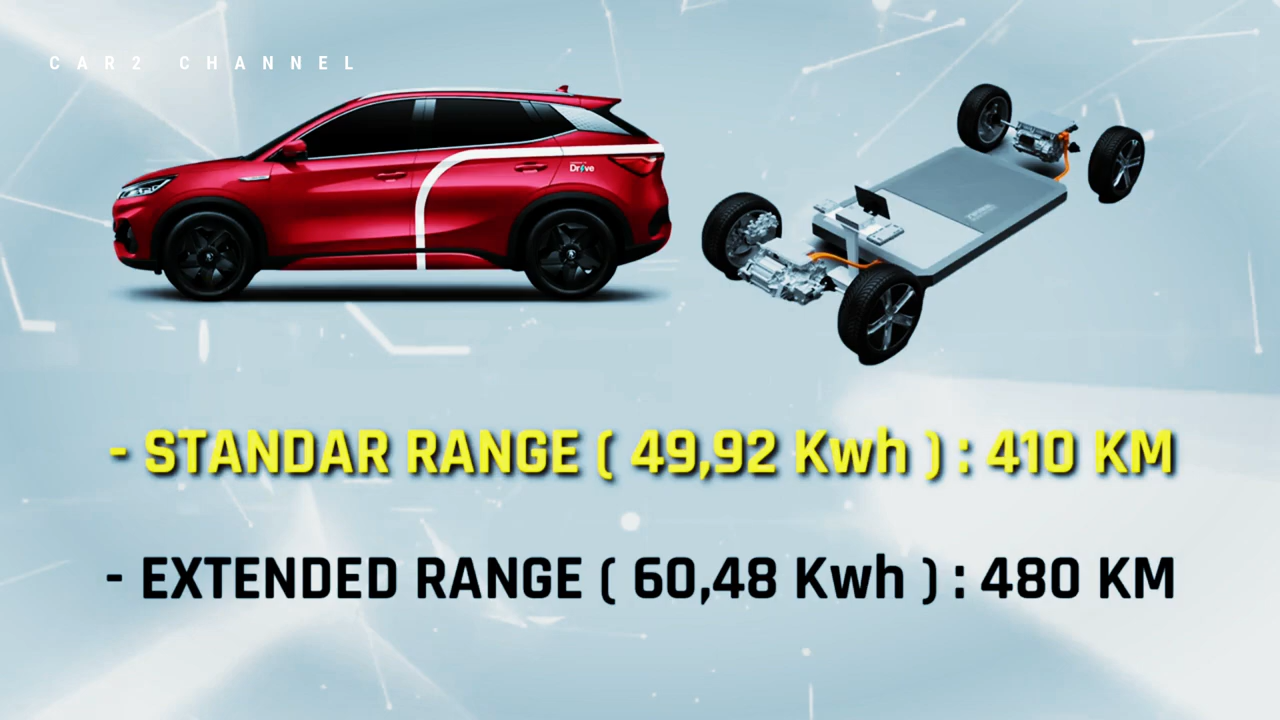 CAR2 CHANNEL
Drive
- STANDAR RANGE ( 49,92 Kwh ) : 410 KM
- EXTENDED RANGE ( 60,48 Kwh ) : 480 KM